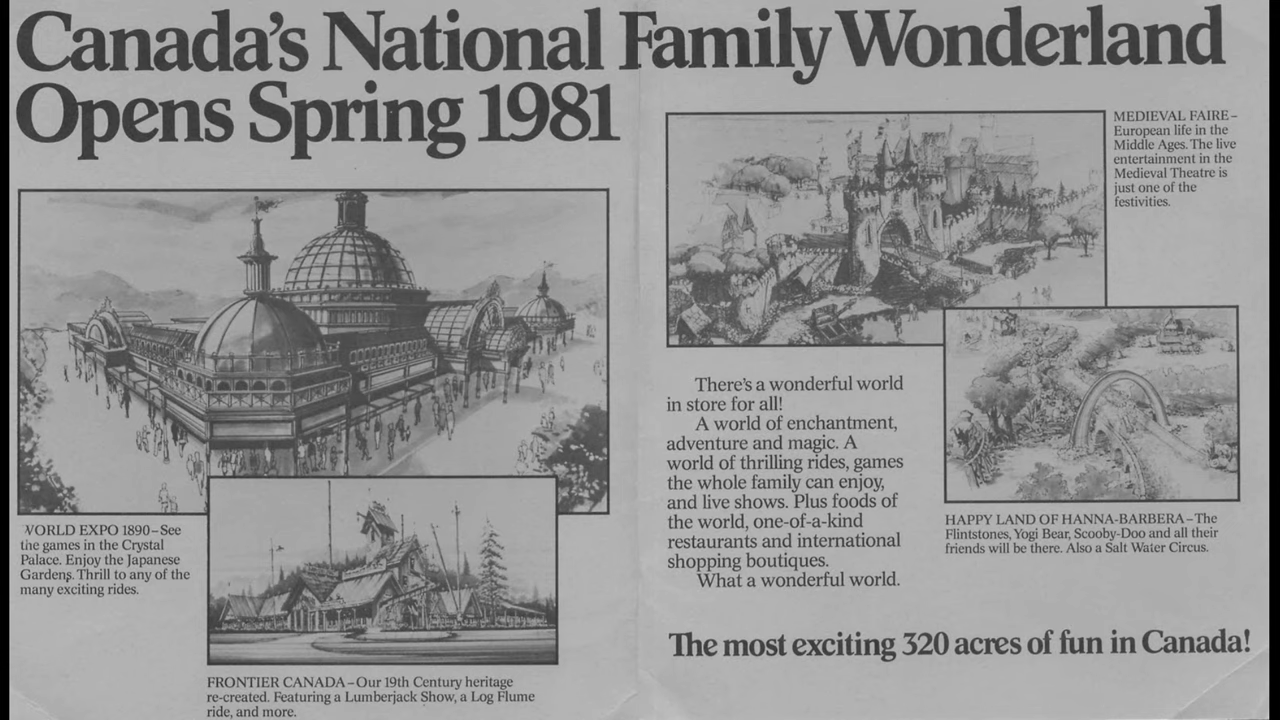 Canada's National Family Wonderland
Opens Spring 1981
WORLD EXPO 1890–See
the games in the Crystal
Palace. Enjoy the Japanese
Gardens. Thrill to any of the
many exciting rides.
FRONTIER CANADA–Our 19th Century heritage
re-created. Featuring a Lumberjack Show, a Log Flume
ride, and more.
MEDIEVAL FAIRE–
European life in the
Middle Ages. The live
entertainment in the
Medieval Theatre is
just one of the
festivities.
There's a wonderful world
in store for all!
A world of enchantment,
adventure and magic. A
world of thrilling rides, games
the whole family can enjoy,
and live shows. Plus foods of
the world, one-of-a-kind
restaurants and international
shopping boutiques.
What a wonderful world.
HAPPY LAND OF HANNA-BARBERA–The
Flintstones, Yogi Bear, Scooby-Doo and all their
friends will be there. Also a Salt Water Circus.
The most exciting 320 acres of fun in Canada!